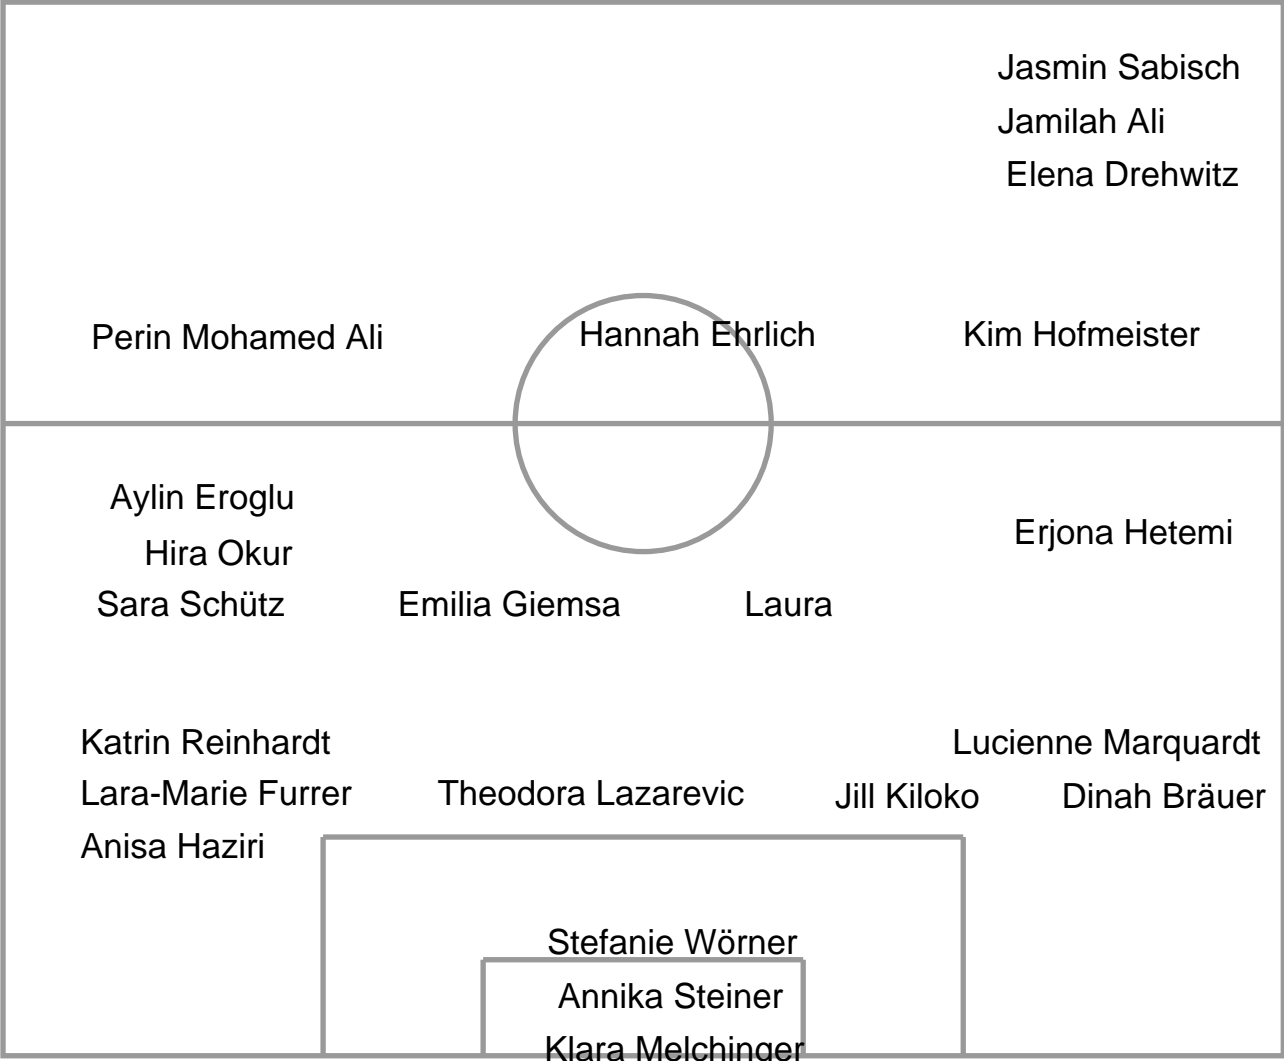 Jasmin Sabisch
Jamilah Ali
Elena Drehwitz
Perin Mohamed Ali
Hannah Ehrlich
Kim Hofmeister
Aylin Eroglu
Erjona Hetemi
Hira Okur
Sara Schütz
Emilia Giemsa
Laura
Katrin Reinhardt
Lucienne Marquardt
Lara-Marie Furrer
Theodora Lazarevic
Jill Kiloko
Dinah Bräuer
Anisa Haziri
Stefanie Wörner
Annika Steiner
Klara Melchinger